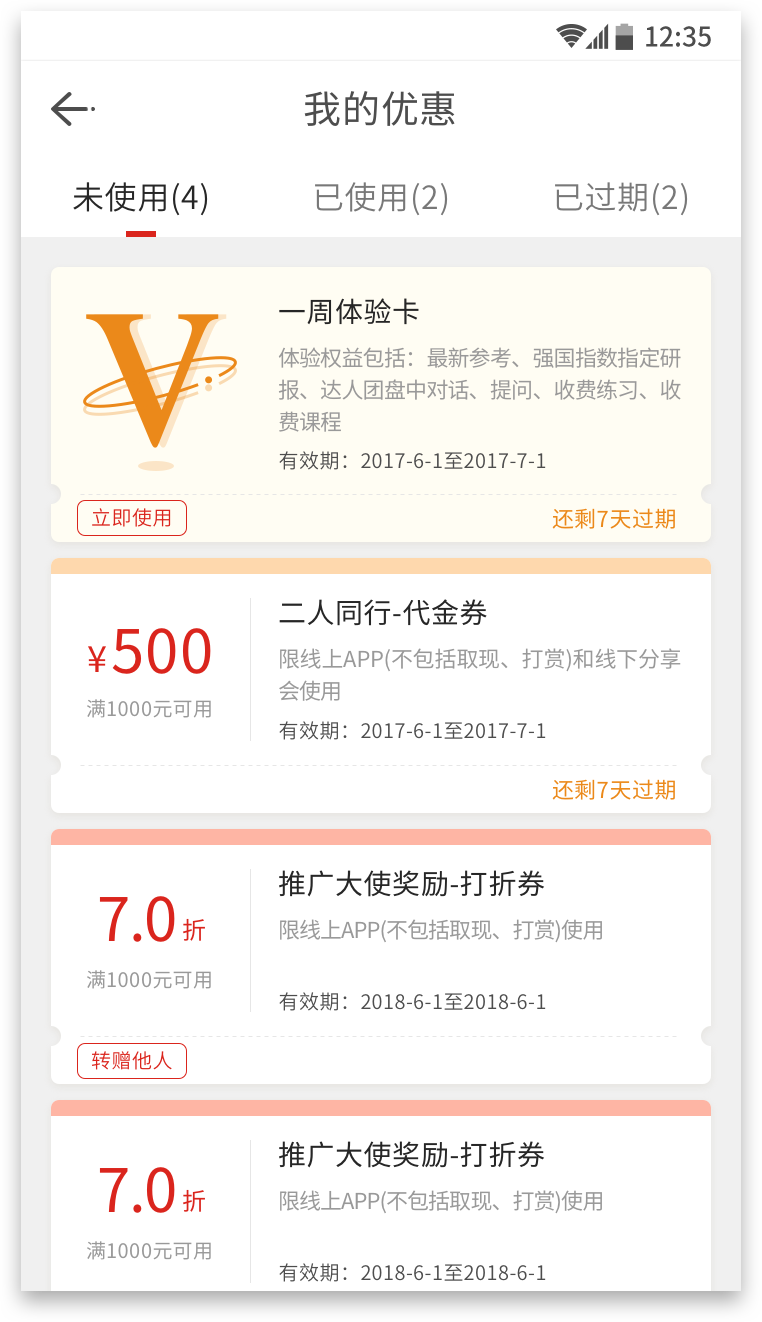 12:35
我的优惠
未使用(4) 已使用(2) 已过期(2)
V
一周体验卡
体验权益包括：最新参考、强国指数指定研
报、达人团盘中对话、提问、收费练习、收
费课程
有效期：2017-6-1至2017-7-1
立即使用 还剩7天过期
二人同行-代金券
¥500
限线上APP(不包括取现、打赏)和线下分享
会使用
满1000元可用
有效期：2017-6-1至2017-7-1
还剩7天过期
推广大使奖励-打折券
7.0折
限线上APP(不包括取现、打赏)使用
满1000元可用
有效期：2018-6-1至2018-6-1
转赠他人
推广大使奖励-打折券
7.0折
限线上APP(不包括取现、打赏)使用
满1000元可用
有效期：2018-6-1至2018-6-1